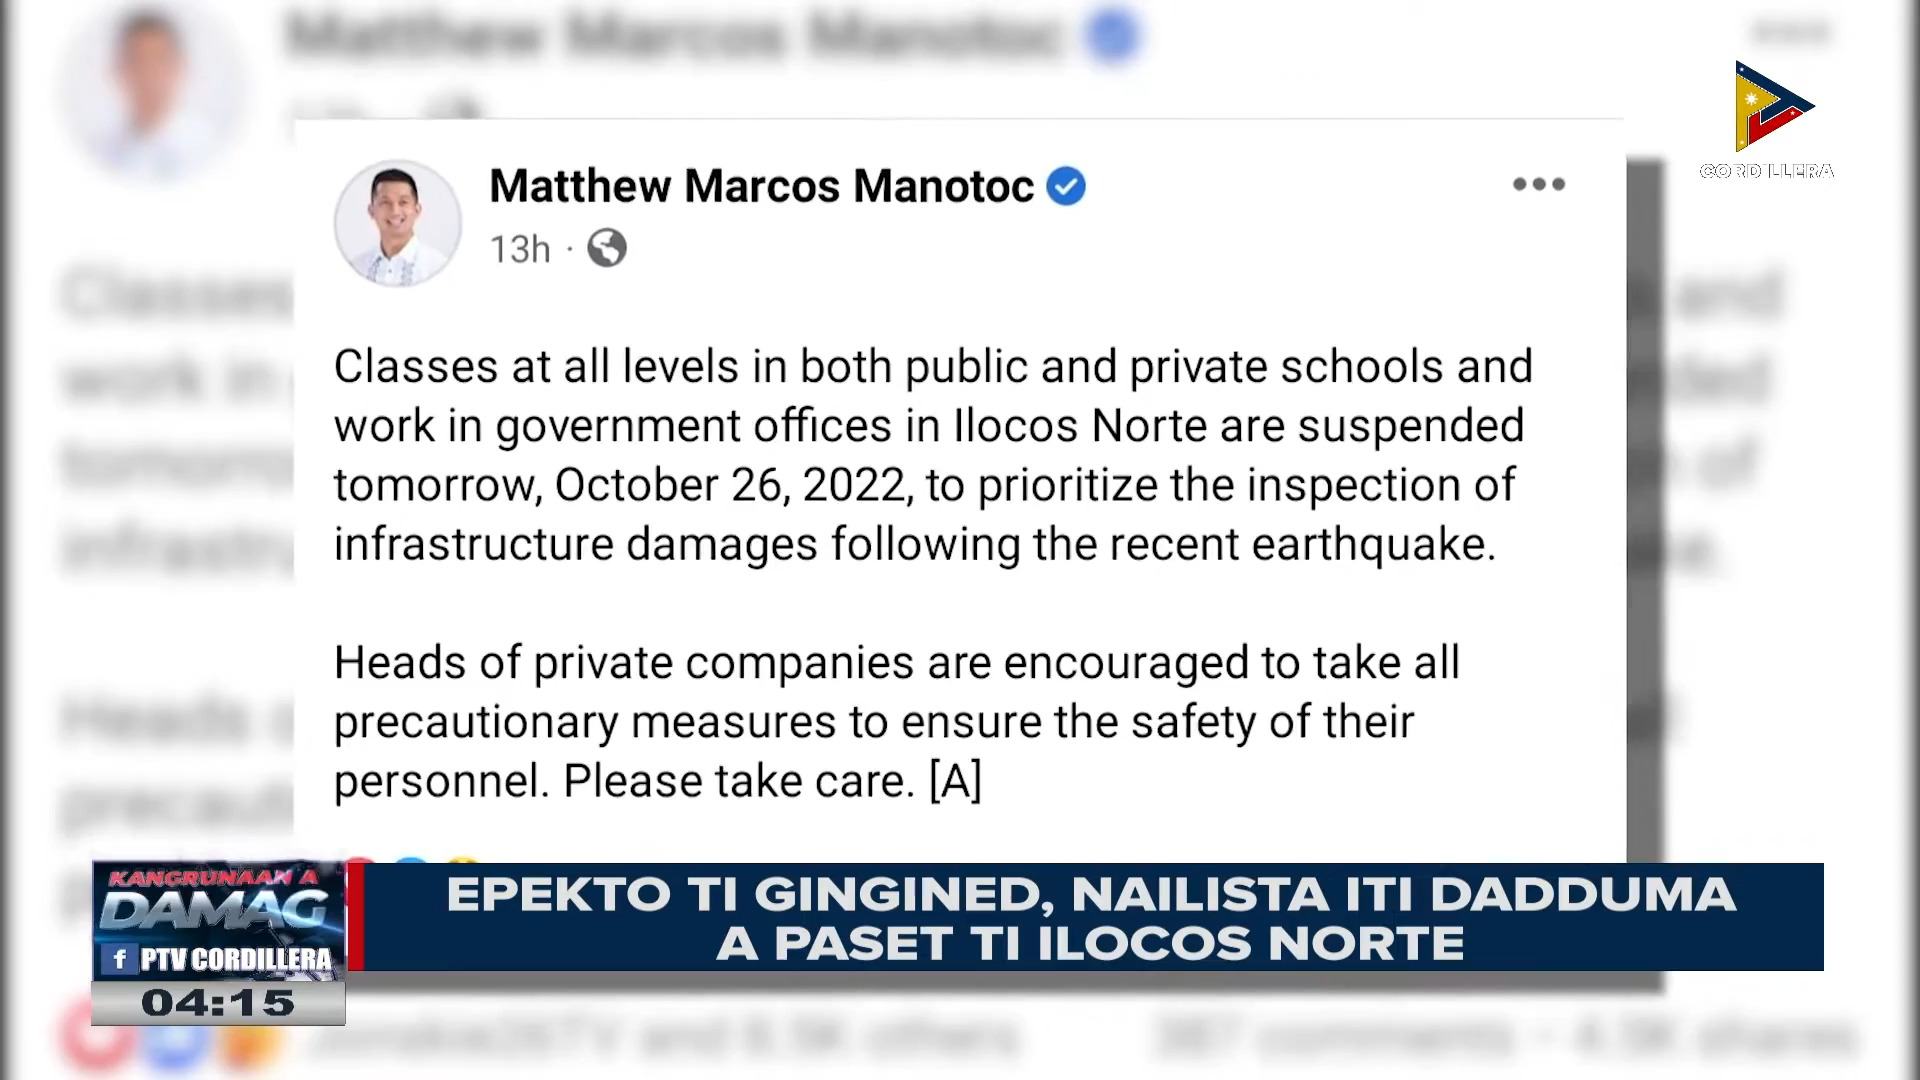 Matthew Marcos Manotoc
CORDILLERA
Matthew Marcos Manotoc
13h ·
Classes at all levels in both public and private schools and
work in government offices in Ilocos Norte are suspended
tomorrow, October 26, 2022, to prioritize the inspection of
infrastructure damages following the recent earthquake.
Heads of private companies are encouraged to take all
precautionary measures to ensure the safety of their
personnel. Please take care. [A]
KANGRUNAAN A
DAMAG
f PTV CORDILLERA
04:15
EPEKTO TI GINGINED, NAILISTA ITI DADDUMA
A PASET TI ILOCOS NORTE